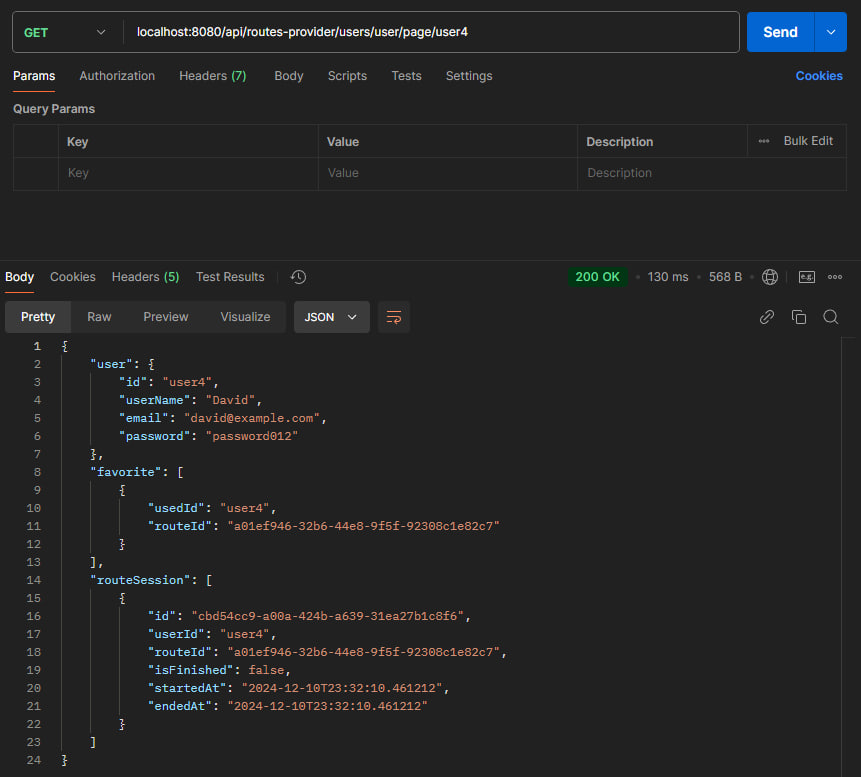 GET localhost:8080/api/routes-provider/users/user/page/user4 Send
Params Authorization Headers (7) Body Scripts Tests Settings Cookies
Query Params
Key Value Description Bulk Edit
Key Value Description
Body Cookies Headers (5) Test Results 200 OK 130 ms 568 B e.g.
Pretty Raw Preview Visualize JSON
1 {
2 "user": {
3 "id": "user4",
4 "userName": "David",
5 "email": "david@example.com",
6 "password": "password012"
7 },
8 "favorite": [
9 {
10 "usedId": "user4",
11 "routeId": "a01ef946-32b6-44e8-9f5f-92308c1e82c7"
12 }
13 ],
14 "routeSession": [
15 {
16 "id": "cbd54cc9-a00a-424b-a639-31ea27b1c8f6",
17 "userId": "user4",
18 "routeId": "a01ef946-32b6-44e8-9f5f-92308c1e82c7",
19 "isFinished": false,
20 "startedAt": "2024-12-10T23:32:10.461212",
21 "endedAt": "2024-12-10T23:32:10.461212"
22 }
23 ]
24 }